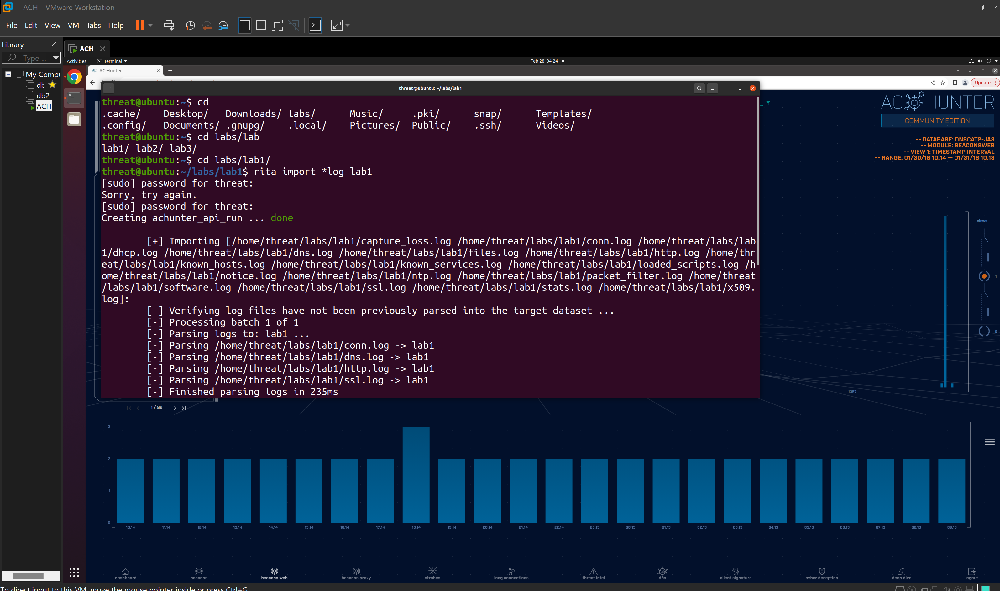 ACH - VMware Workstation
File Edit View VM Tabs Help
Library
Type ...
My Compu
db
db2
ACH
ACH
Activities
Terminal
Feb 28 04:24
AC-Hunter
Update
threat@ubuntu: ~/labs/lab1
threat@ubuntu:~$ cd
.cache/ Desktop/ Downloads/ labs/ Music/ .pki/ snap/ Templates/
.config/ Documents/ .gnupg/ .local/ Pictures/ Public/ .ssh/ Videos/
threat@ubuntu:~$ cd labs/lab
lab1/ lab2/ lab3/
threat@ubuntu:~$ cd labs/lab1/
threat@ubuntu:~/labs/lab1$ rita import *log lab1
[sudo] password for threat:
Sorry, try again.
[sudo] password for threat:
Creating achunter_api_run ... done
[+] Importing [/home/threat/labs/lab1/capture_loss.log /home/threat/labs/lab1/conn.log /home/threat/labs/lab
1/dhcp.log /home/threat/labs/lab1/dns.log /home/threat/labs/lab1/files.log /home/threat/labs/lab1/http.log /home/thr
eat/labs/lab1/known_hosts.log /home/threat/labs/lab1/known_services.log /home/threat/labs/lab1/loaded_scripts.log /h
ome/threat/labs/lab1/notice.log /home/threat/labs/lab1/ntp.log /home/threat/labs/lab1/packet_filter.log /home/threat
/labs/lab1/software.log /home/threat/labs/lab1/ssl.log /home/threat/labs/lab1/stats.log /home/threat/labs/lab1/x509.
log]:
[-] Verifying log files have not been previously parsed into the target dataset ...
[-] Processing batch 1 of 1
[-] Parsing logs to: lab1 ...
[-] Parsing /home/threat/labs/lab1/conn.log -> lab1
[-] Parsing /home/threat/labs/lab1/dns.log -> lab1
[-] Parsing /home/threat/labs/lab1/http.log -> lab1
[-] Parsing /home/threat/labs/lab1/ssl.log -> lab1
[-] Finished parsing logs in 235ms
AC HUNTER
COMMUNITY EDITION
-- DATABASE: DNSCAT2-JA3
-- MODULE: BEACONSWEB
-- VIEW 1: TIMESTAMP INTERVAL
-- RANGE: 01/30/18 10:14 -- 01/31/18 10:13
views
1
2
1357
1 / 92
3
2
1
0
10:14 11:14 12:14 13:14 14:14 15:14 16:14 17:14 18:14 19:14 20:14 21:14 22:14 23:13 00:13 01:13 02:13 03:13 04:13 05:13 06:13 07:13 08:13 09:13
dashboard beacons beacons web beacons proxy strobes long connections threat intel dns client signature cyber deception deep dive logout
To direct input to this VM, move the mouse pointer inside or press Ctrl+G.